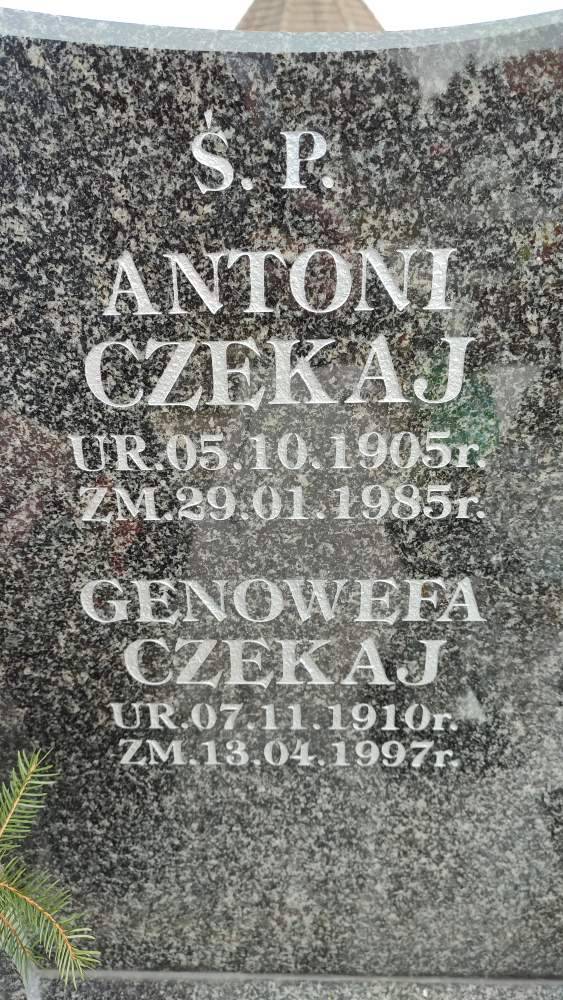 Ś. P.
ANTONI
CZEKAJ
UR.05.10.1905r.
ZM.29.01.1985r.
GENOWEFA
CZEKAJ
UR.07.11.1910r.
ZM.13.04.1997r.